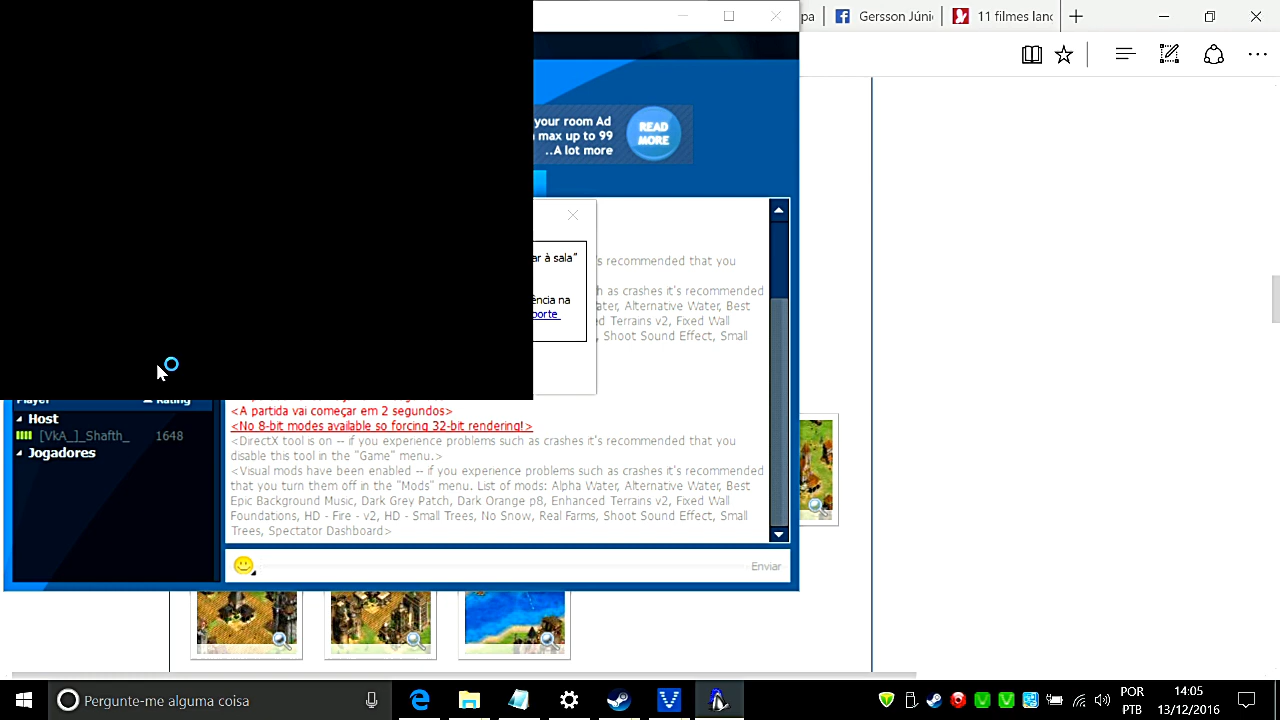 pa
Gersson Júni
11 filmes lanç
your room Ad
max up to 99
..A lot more
READ
MORE
ar à sala"
ência na
porte
s recommended that you
h as crashes it's recommended
ater, Alternative Water, Best
d Terrains v2, Fixed Wall
, Shoot Sound Effect, Small
Player Rating
Host
[VkA_]_Shafth_ 1648
Jogadores
<A partida vai começar em 2 segundos>
<No 8-bit modes available so forcing 32-bit rendering!>
<DirectX tool is on -- if you experience problems such as crashes it's recommended that you
disable this tool in the "Game" menu.>
<Visual mods have been enabled -- if you experience problems such as crashes it's recommended
that you turn them off in the "Mods" menu. List of mods: Alpha Water, Alternative Water, Best
Epic Background Music, Dark Grey Patch, Dark Orange p8, Enhanced Terrains v2, Fixed Wall
Foundations, HD - Fire - v2, HD - Small Trees, No Snow, Real Farms, Shoot Sound Effect, Small
Trees, Spectator Dashboard>
Enviar
Pergunte-me alguma coisa
POR
PTB
14:05
13/12/2016